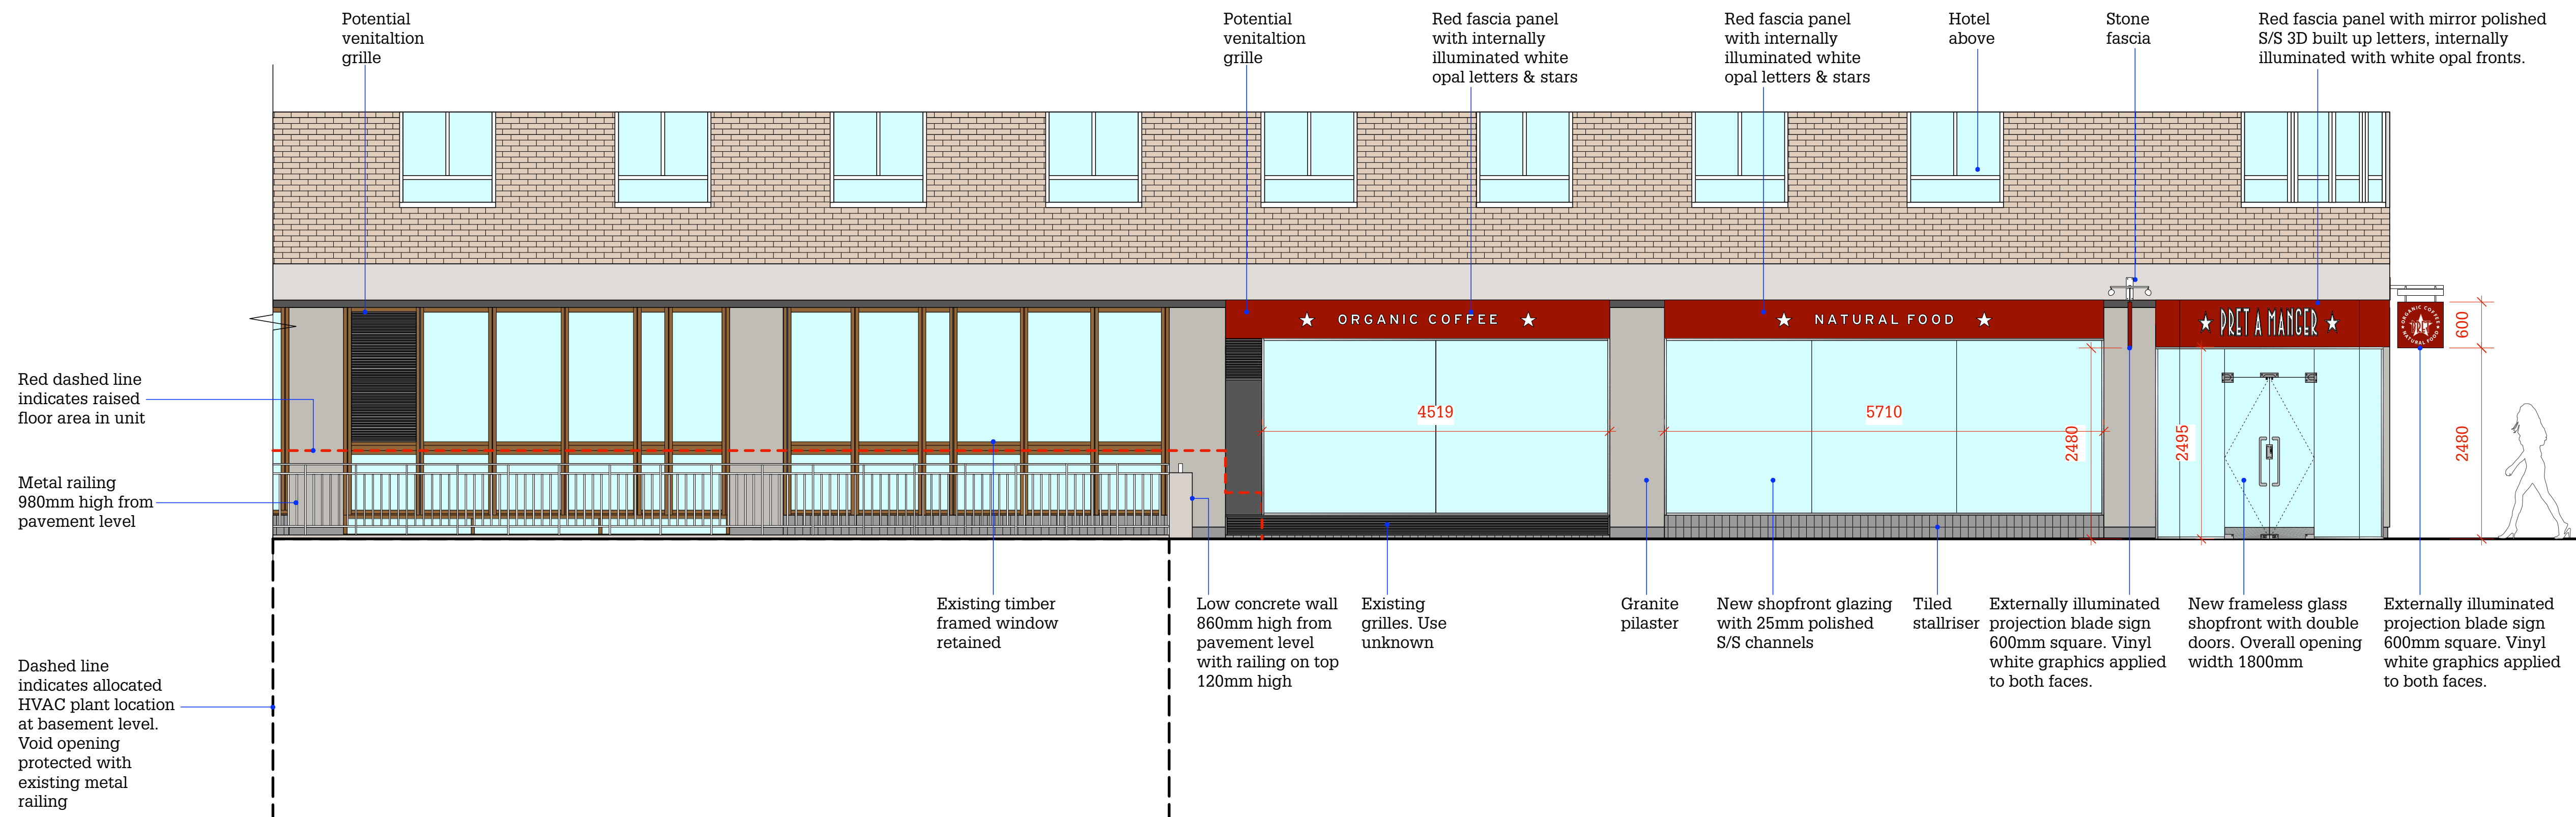 Potential
venitaltion
grille
Potential
venitaltion
grille
Red fascia panel
with internally
illuminated white
opal letters & stars
Red fascia panel
with internally
illuminated white
opal letters & stars
Hotel
above
Stone
fascia
Red fascia panel with mirror polished
S/S 3D built up letters, internally
illuminated with white opal fronts.
ORGANIC COFFEE
NATURAL FOOD
PRET A MANGER
ORGANIC COFFEE
PRET
NATURAL FOOD
600
Red dashed line
indicates raised
floor area in unit
4519
5710
2480
2495
2480
Metal railing
980mm high from
pavement level
Existing timber
framed window
retained
Low concrete wall
860mm high from
pavement level
with railing on top
120mm high
Existing
grilles. Use
unknown
Granite
pilaster
New shopfront glazing
with 25mm polished
S/S channels
Tiled
stallriser
Externally illuminated
projection blade sign
600mm square. Vinyl
white graphics applied
to both faces.
New frameless glass
shopfront with double
doors. Overall opening
width 1800mm
Externally illuminated
projection blade sign
600mm square. Vinyl
white graphics applied
to both faces.
Dashed line
indicates allocated
HVAC plant location
at basement level.
Void opening
protected with
existing metal
railing